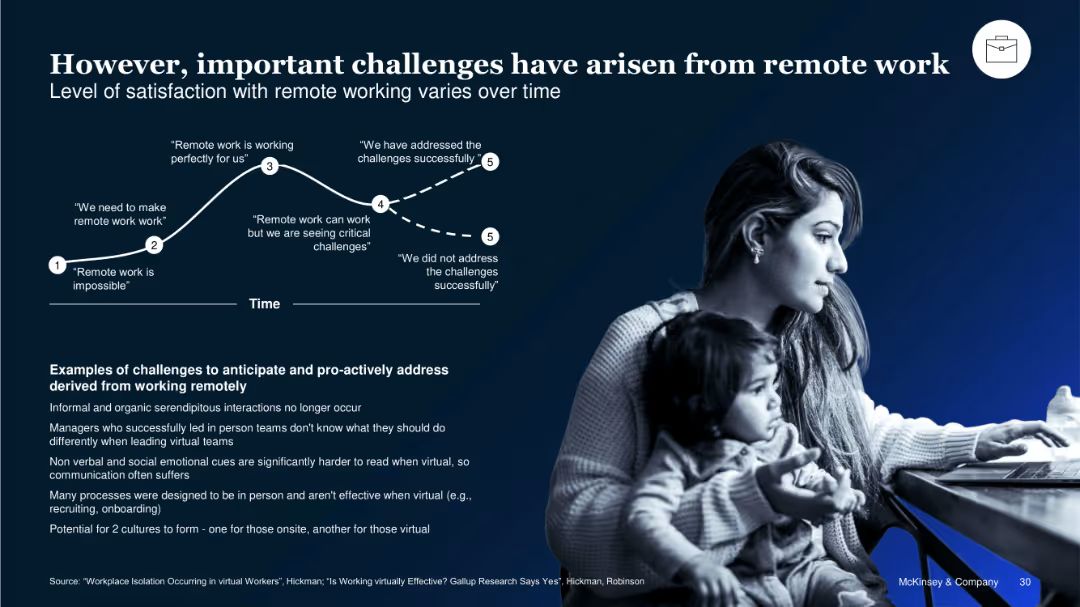 However, important challenges have arisen from remote work
Level of satisfaction with remote working varies over time
“Remote work is working
perfectly for us”
3
“We have addressed the
challenges successfully ”
5
“We need to make
remote work work”
2
4
“Remote work can work
but we are seeing critical
challenges”
5
1
“Remote work is
impossible”
“We did not address
the challenges
successfully”
Time
Examples of challenges to anticipate and pro-actively address
derived from working remotely
Informal and organic serendipitous interactions no longer occur
Managers who successfully led in person teams don't know what they should do
differently when leading virtual teams
Non verbal and social emotional cues are significantly harder to read when virtual, so
communication often suffers
Many processes were designed to be in person and aren't effective when virtual (e.g.,
recruiting, onboarding)
Potential for 2 cultures to form - one for those onsite, another for those virtual
Source: “Workplace Isolation Occurring in virtual Workers”, Hickman; “Is Working virtually Effective? Gallup Research Says Yes”, Hickman, Robinson
McKinsey & Company 30